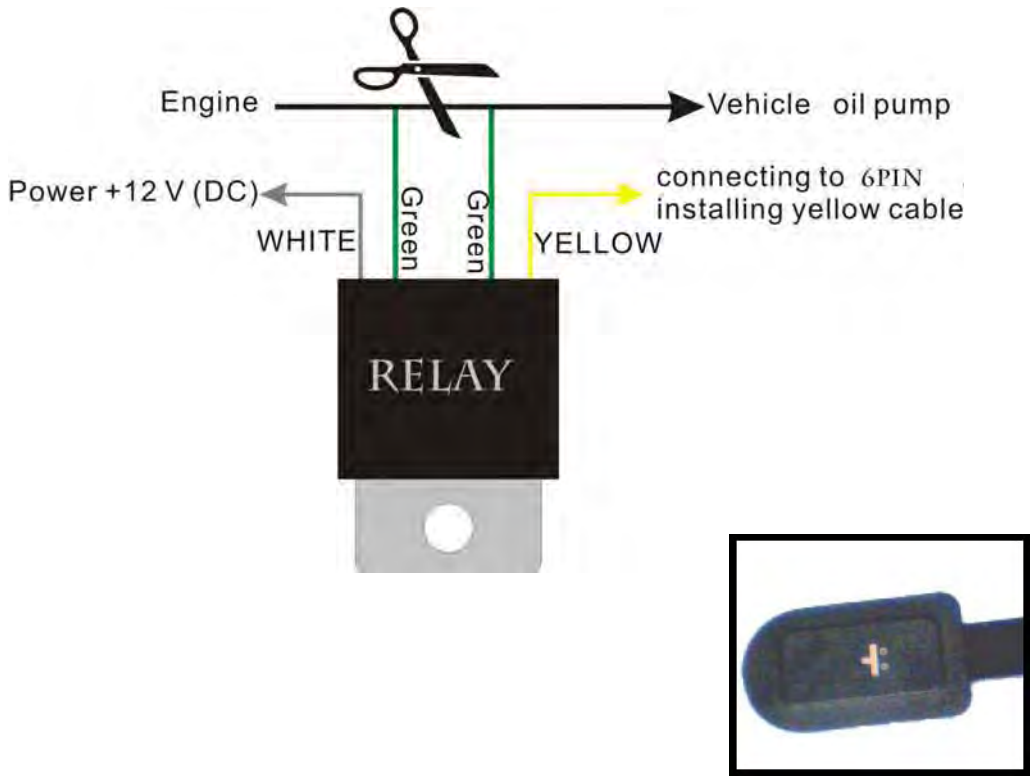 Engine
Vehicle oil pump
Power +12 V (DC)
connecting to 6PIN
installing yellow cable
WHITE
Green
Green
YELLOW
RELAY